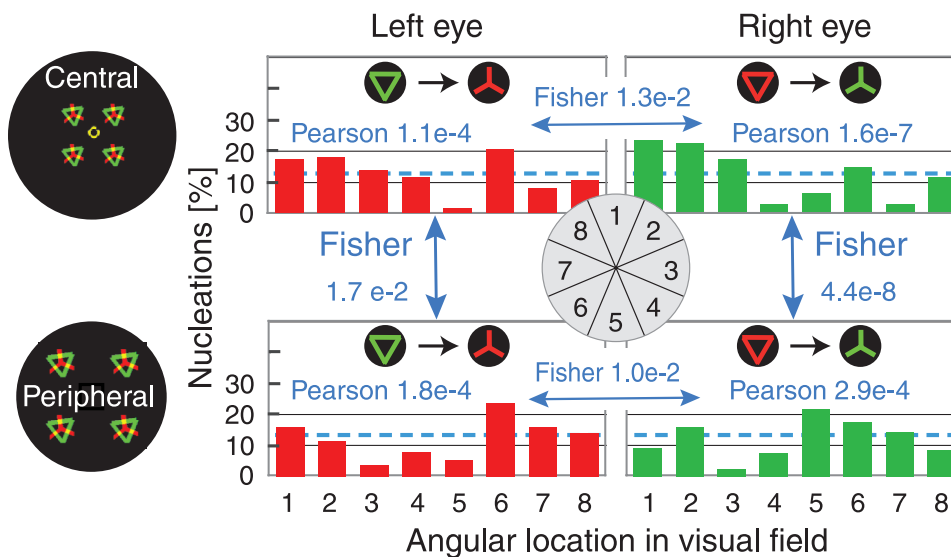 Left eye
Right eye
Central
Fisher 1.3e-2
Pearson 1.1e-4
Pearson 1.6e-7
30
20
10
0
Nucleations [%]
Fisher
1.7 e-2
Fisher
4.4e-8
1
2
3
4
5
6
7
8
Peripheral
Fisher 1.0e-2
Pearson 1.8e-4
Pearson 2.9e-4
30
20
10
0
1 2 3 4 5 6 7 8
1 2 3 4 5 6 7 8
Angular location in visual field